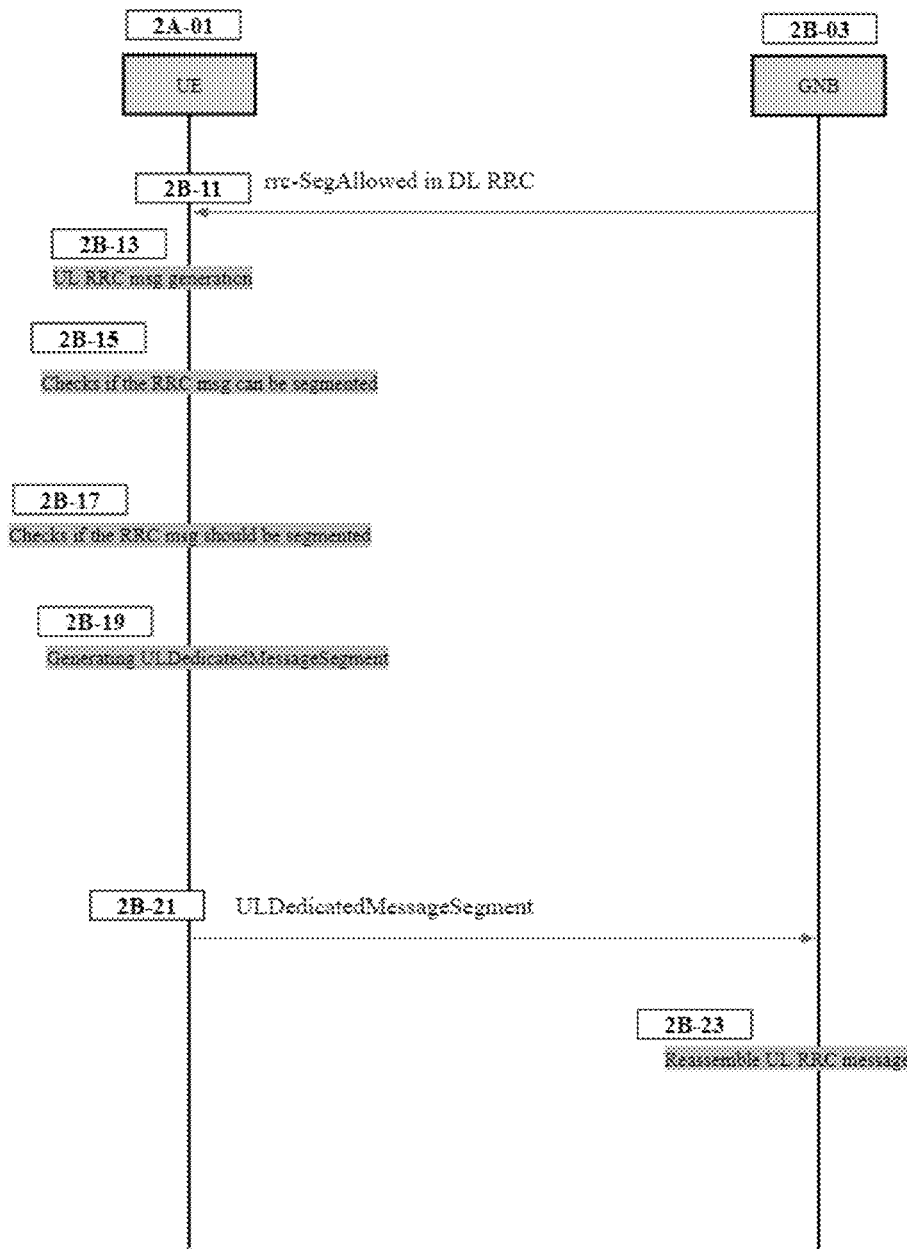 2A-01
2B-03
UE
GNB
2B-11
rrc-SegAllowed in DL RRC
2B-13
UL RRC msg generation
2B-15
Checks if the RRC msg can be segmented
2B-17
Checks if the RRC msg should be segmented
2B-19
Generating ULDedicatedMessageSegment
2B-21
ULDedicatedMessageSegment
2B-23
Reassemble UL RRC message